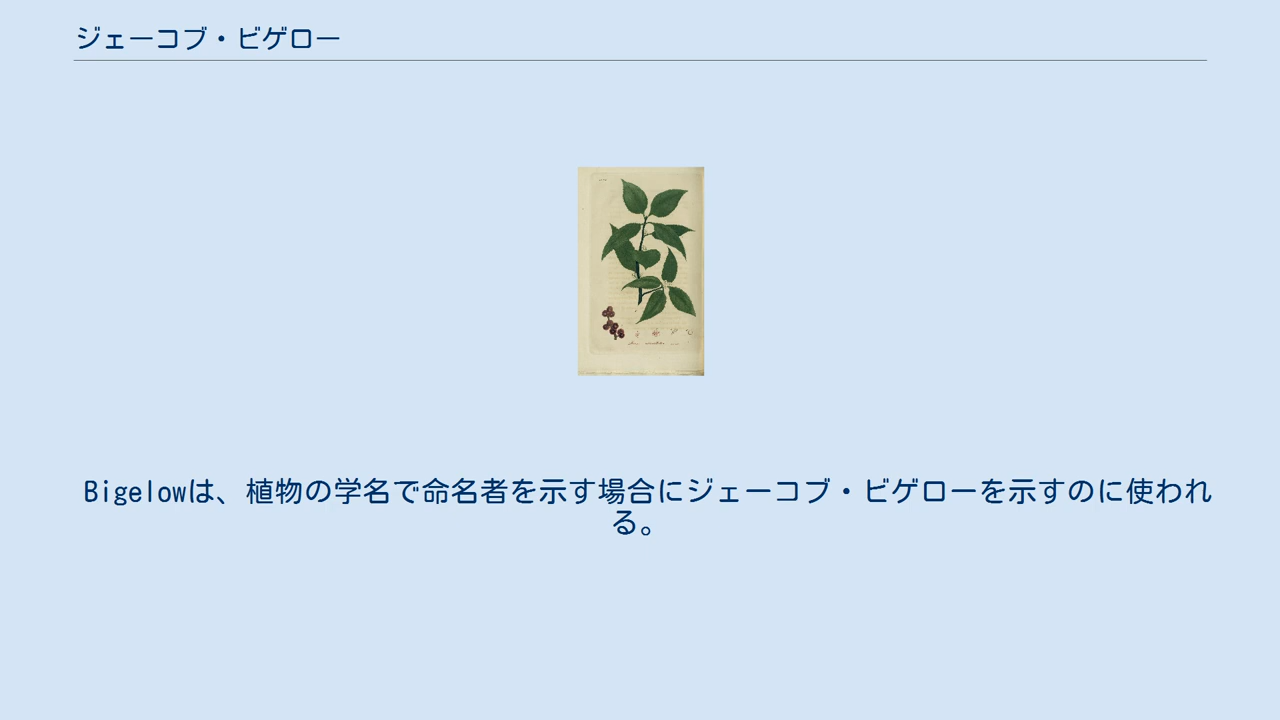 ジェーコブ・ビゲロー
Bigelowは、植物の学名で命名者を示す場合にジェーコブ・ビゲローを示すのに使われ
る。